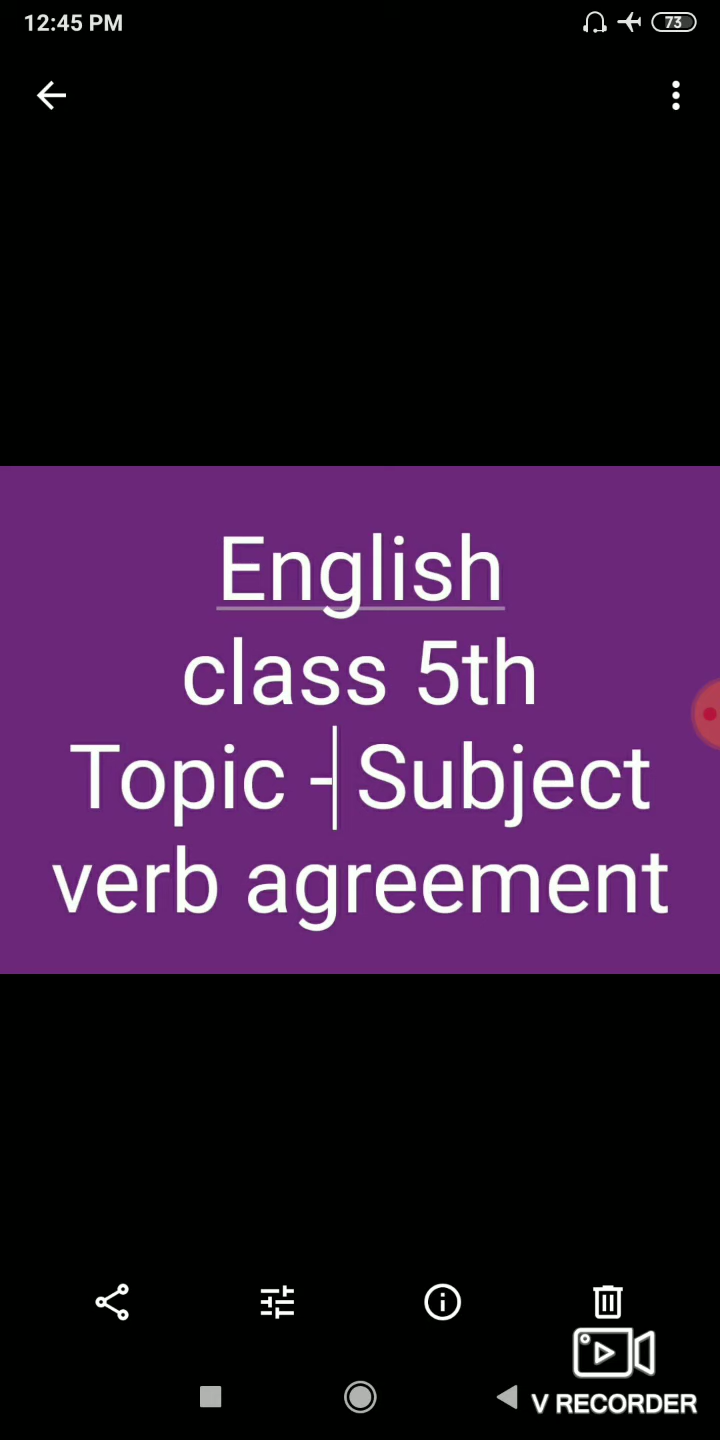 12:45 PM
73
English
class 5th
Topic - Subject
verb agreement
V RECORDER